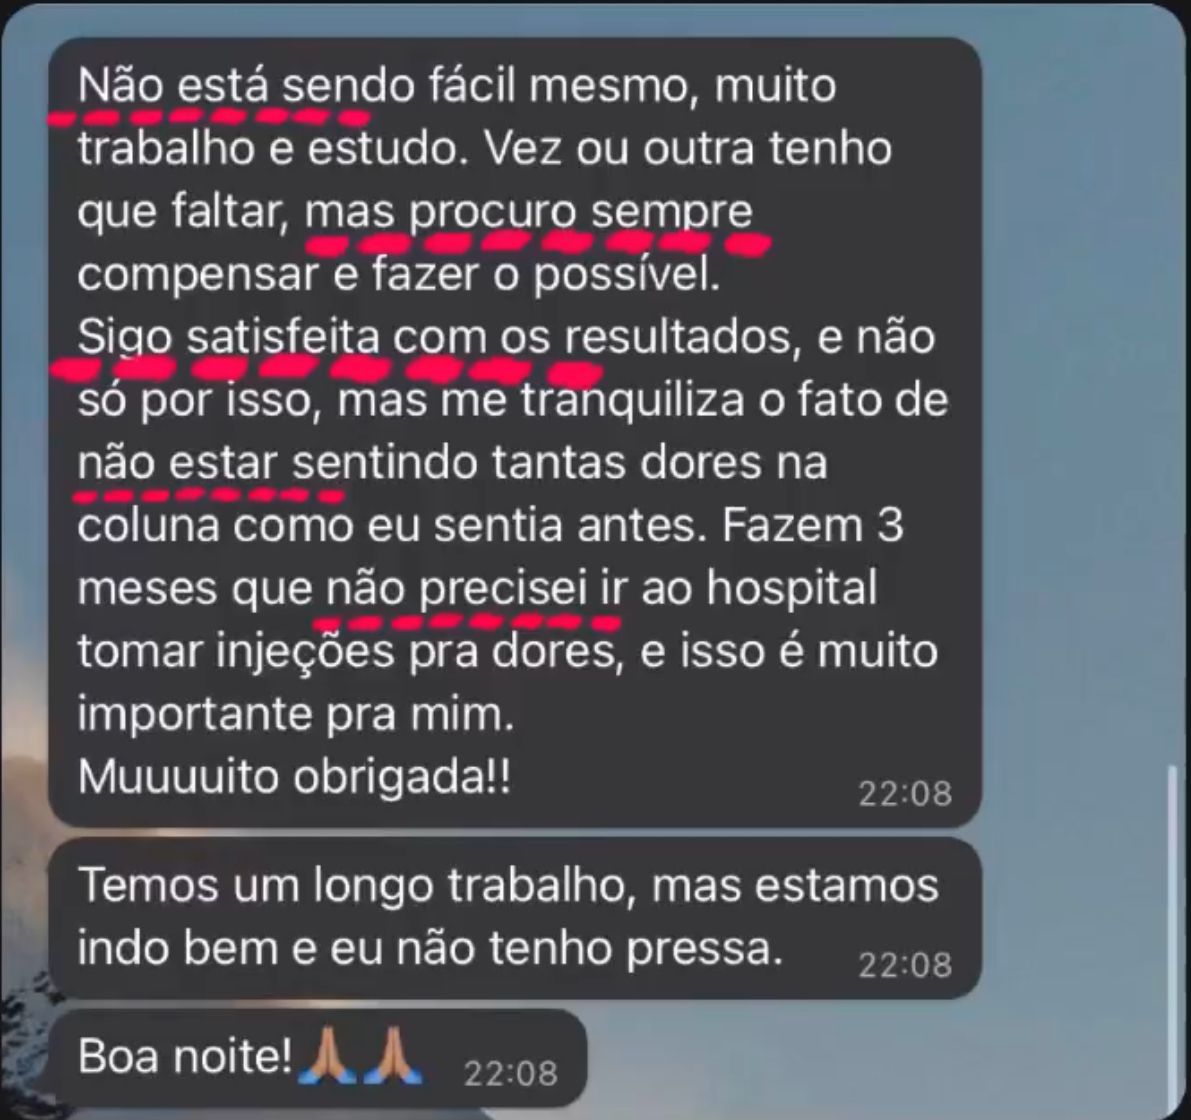 Não está sendo fácil mesmo, muito
trabalho e estudo. Vez ou outra tenho
que faltar, mas procuro sempre
compensar e fazer o possível.
Sigo satisfeita com os resultados, e não
só por isso, mas me tranquiliza o fato de
não estar sentindo tantas dores na
coluna como eu sentia antes. Fazem 3
meses que não precisei ir ao hospital
tomar injeções pra dores, e isso é muito
importante pra mim.
Muuuuito obrigada!!
22:08
Temos um longo trabalho, mas estamos
indo bem e eu não tenho pressa.
22:08
Boa noite!🙏🏽🙏🏽 22:08